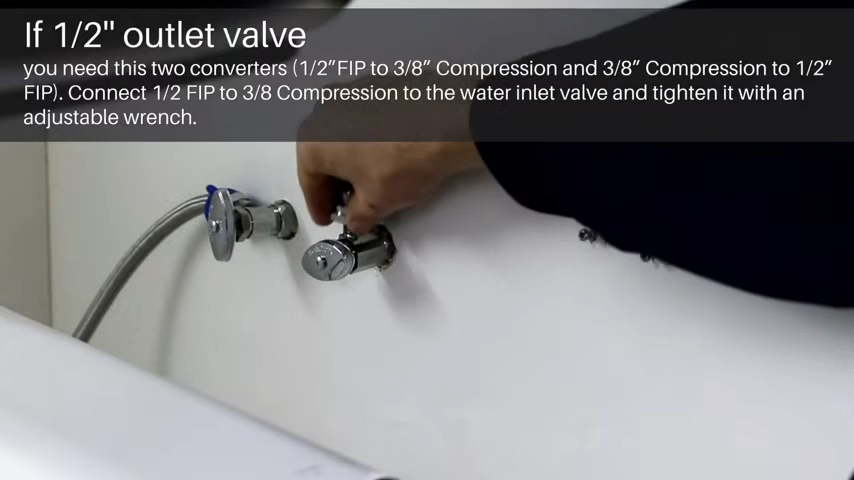 If 1/2" outlet valve
you need this two converters (1/2”FIP to 3/8” Compression and 3/8” Compression to 1/2”
FIP). Connect 1/2 FIP to 3/8 Compression to the water inlet valve and tighten it with an
adjustable wrench.